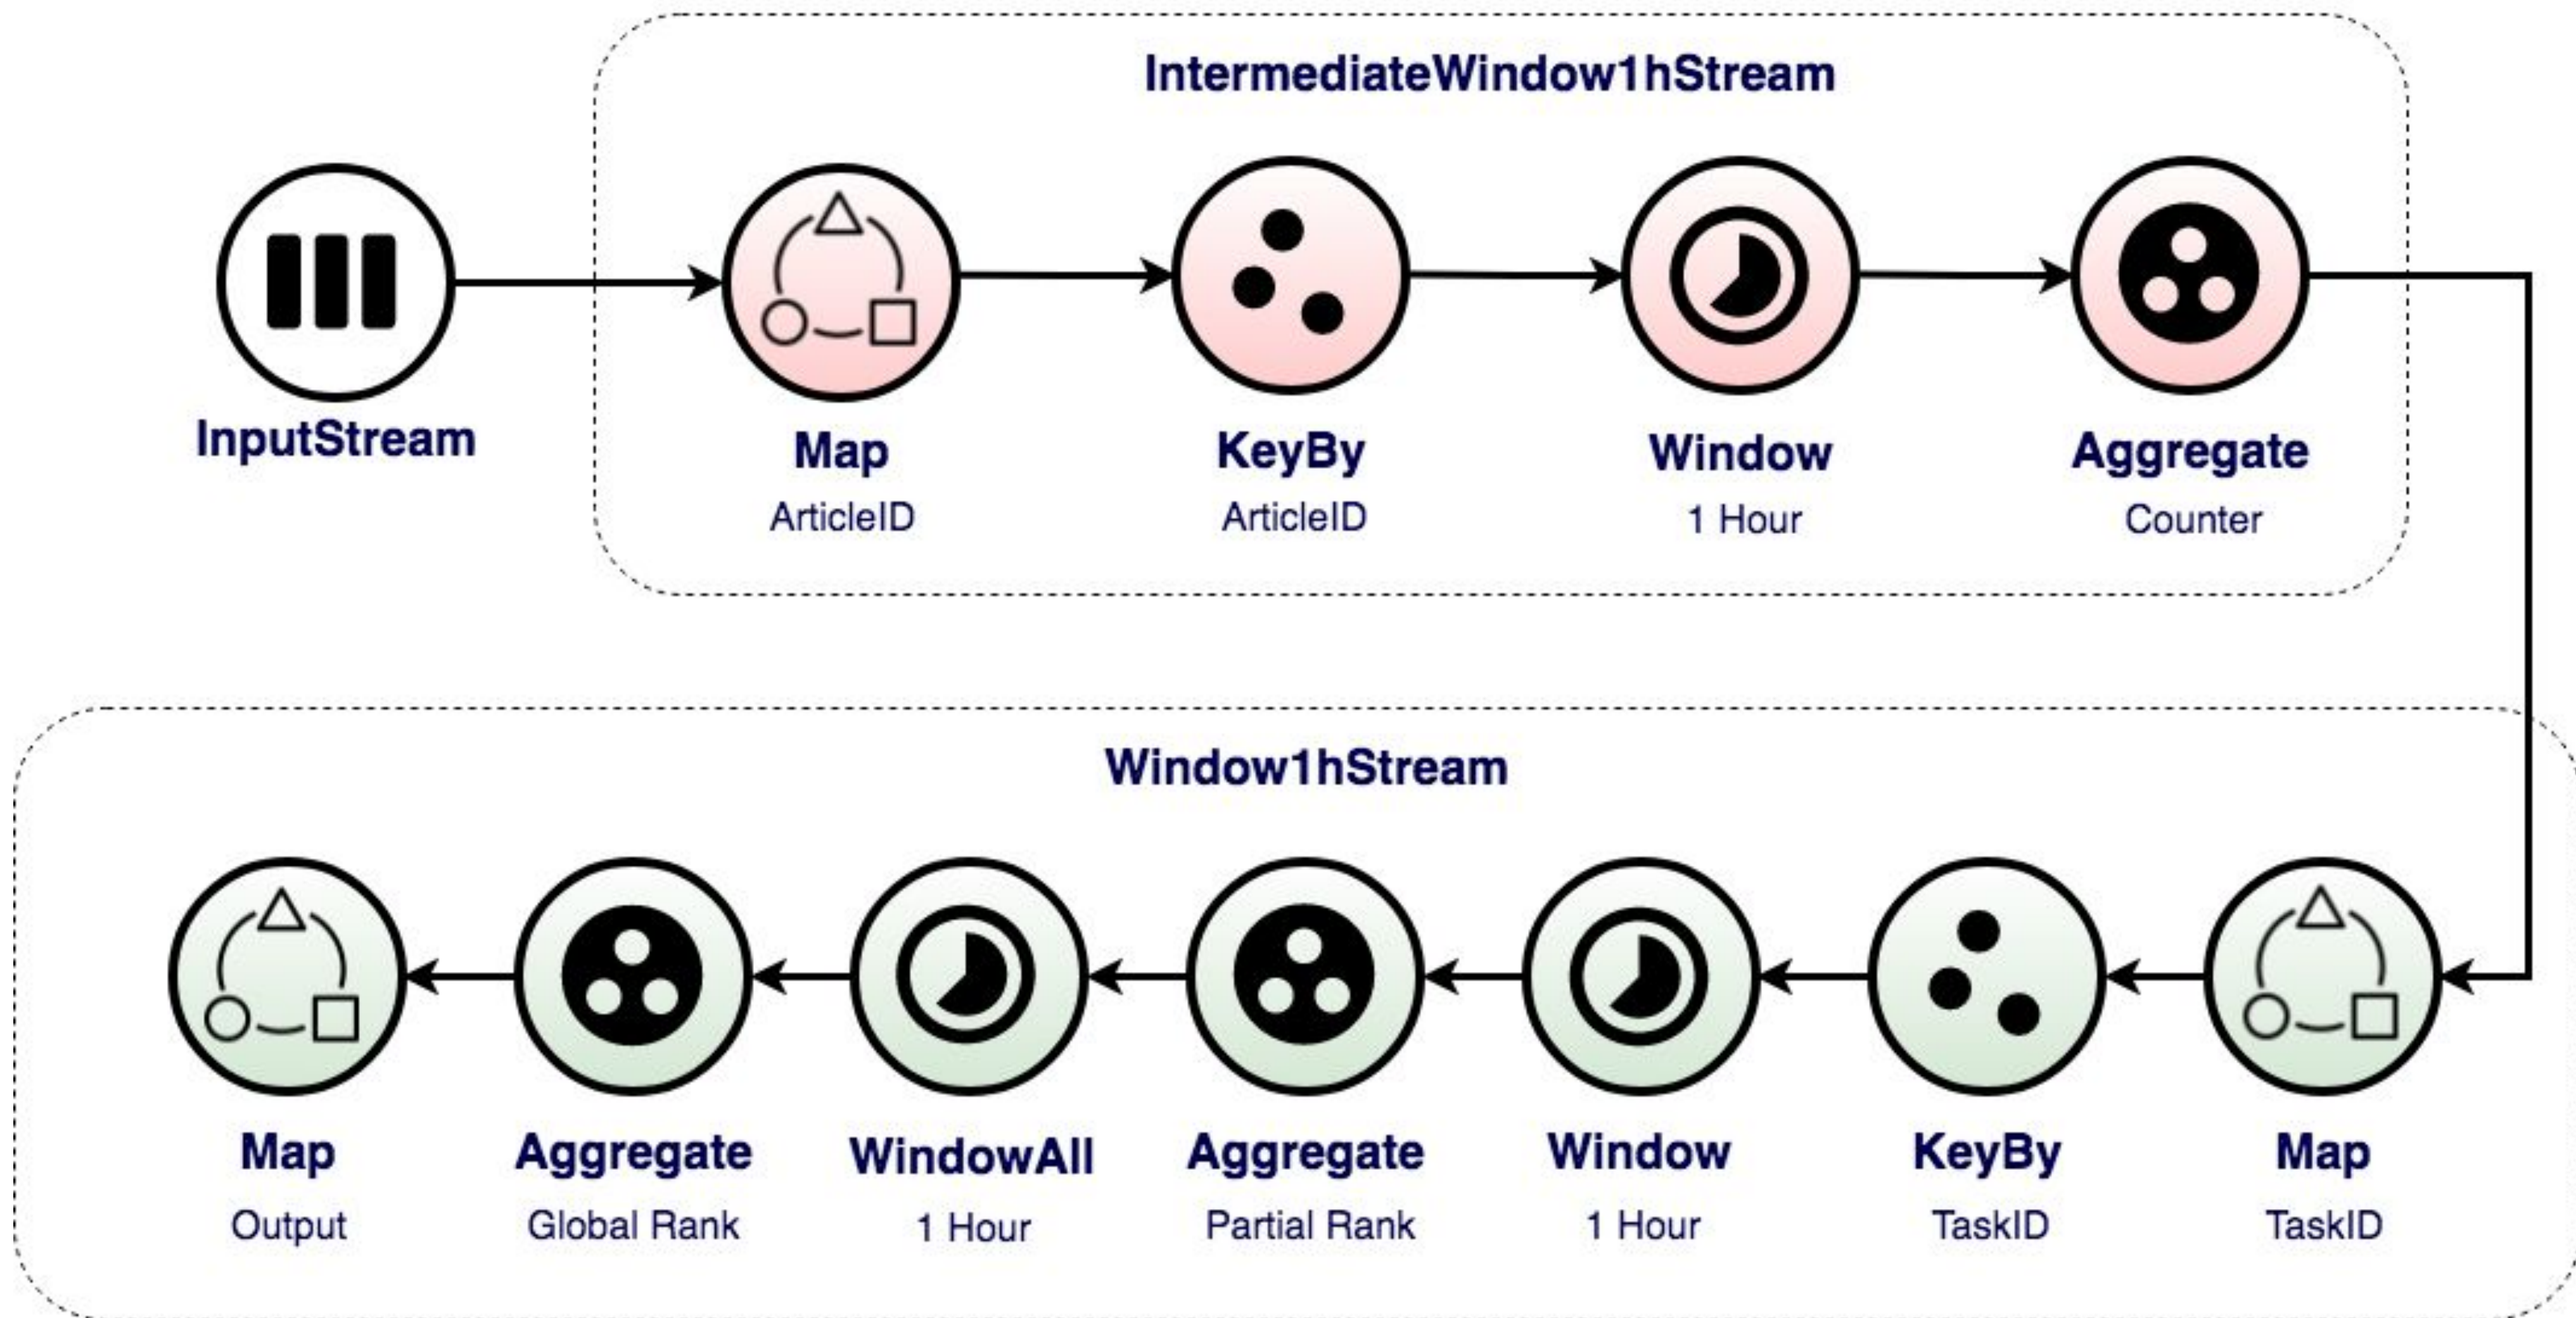 IntermediateWindow1hStream
InputStream
Map
ArticleID
KeyBy
ArticleID
Window
1 Hour
Aggregate
Counter
Window1hStream
Map
Output
Aggregate
Global Rank
WindowAll
1 Hour
Aggregate
Partial Rank
Window
1 Hour
KeyBy
TaskID
Map
TaskID